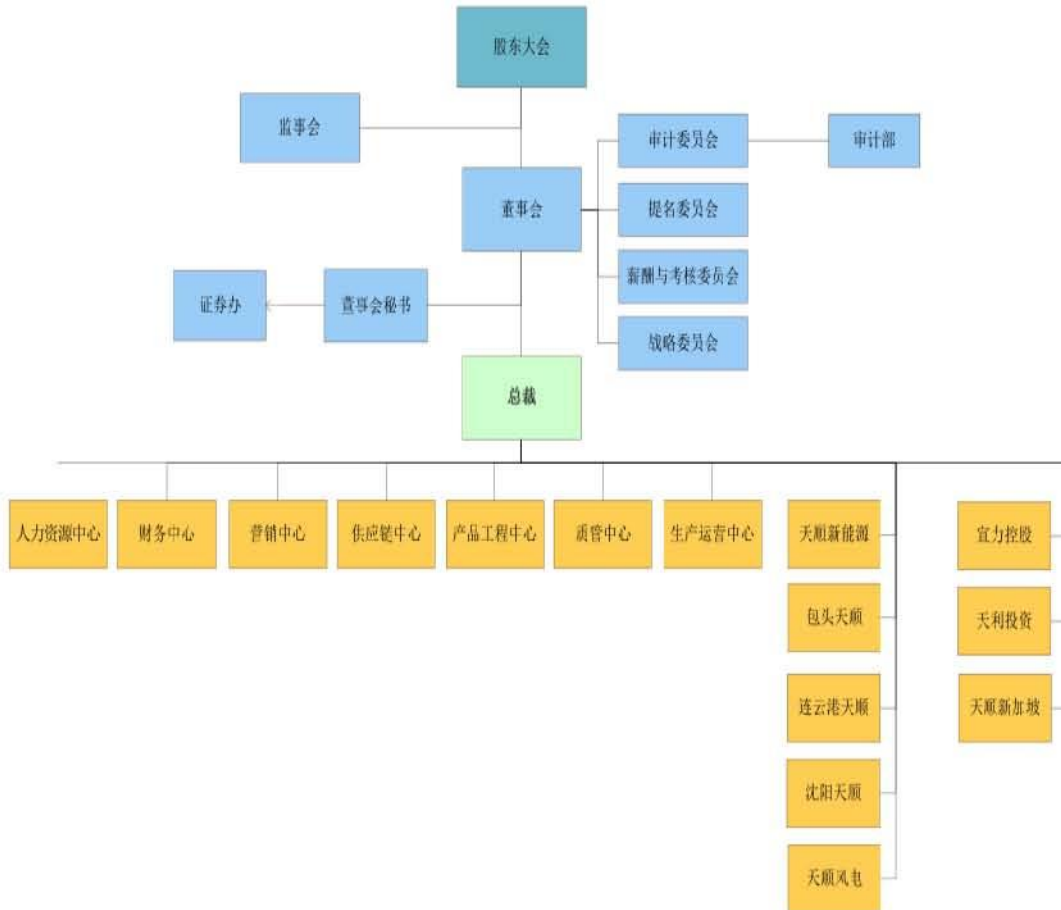 股东大会
监事会
审计委员会
审计部
董事会
提名委员会
薪酬与考核委员会
证券办
董事会秘书
战略委员会
总裁
人力资源中心
财务中心
营销中心
供应链中心
产品工程中心
质管中心
生产运营中心
天顺新能源
宣力控股
包头天顺
天利投资
连云港天顺
天顺新加坡
沈阳天顺
天顺风电